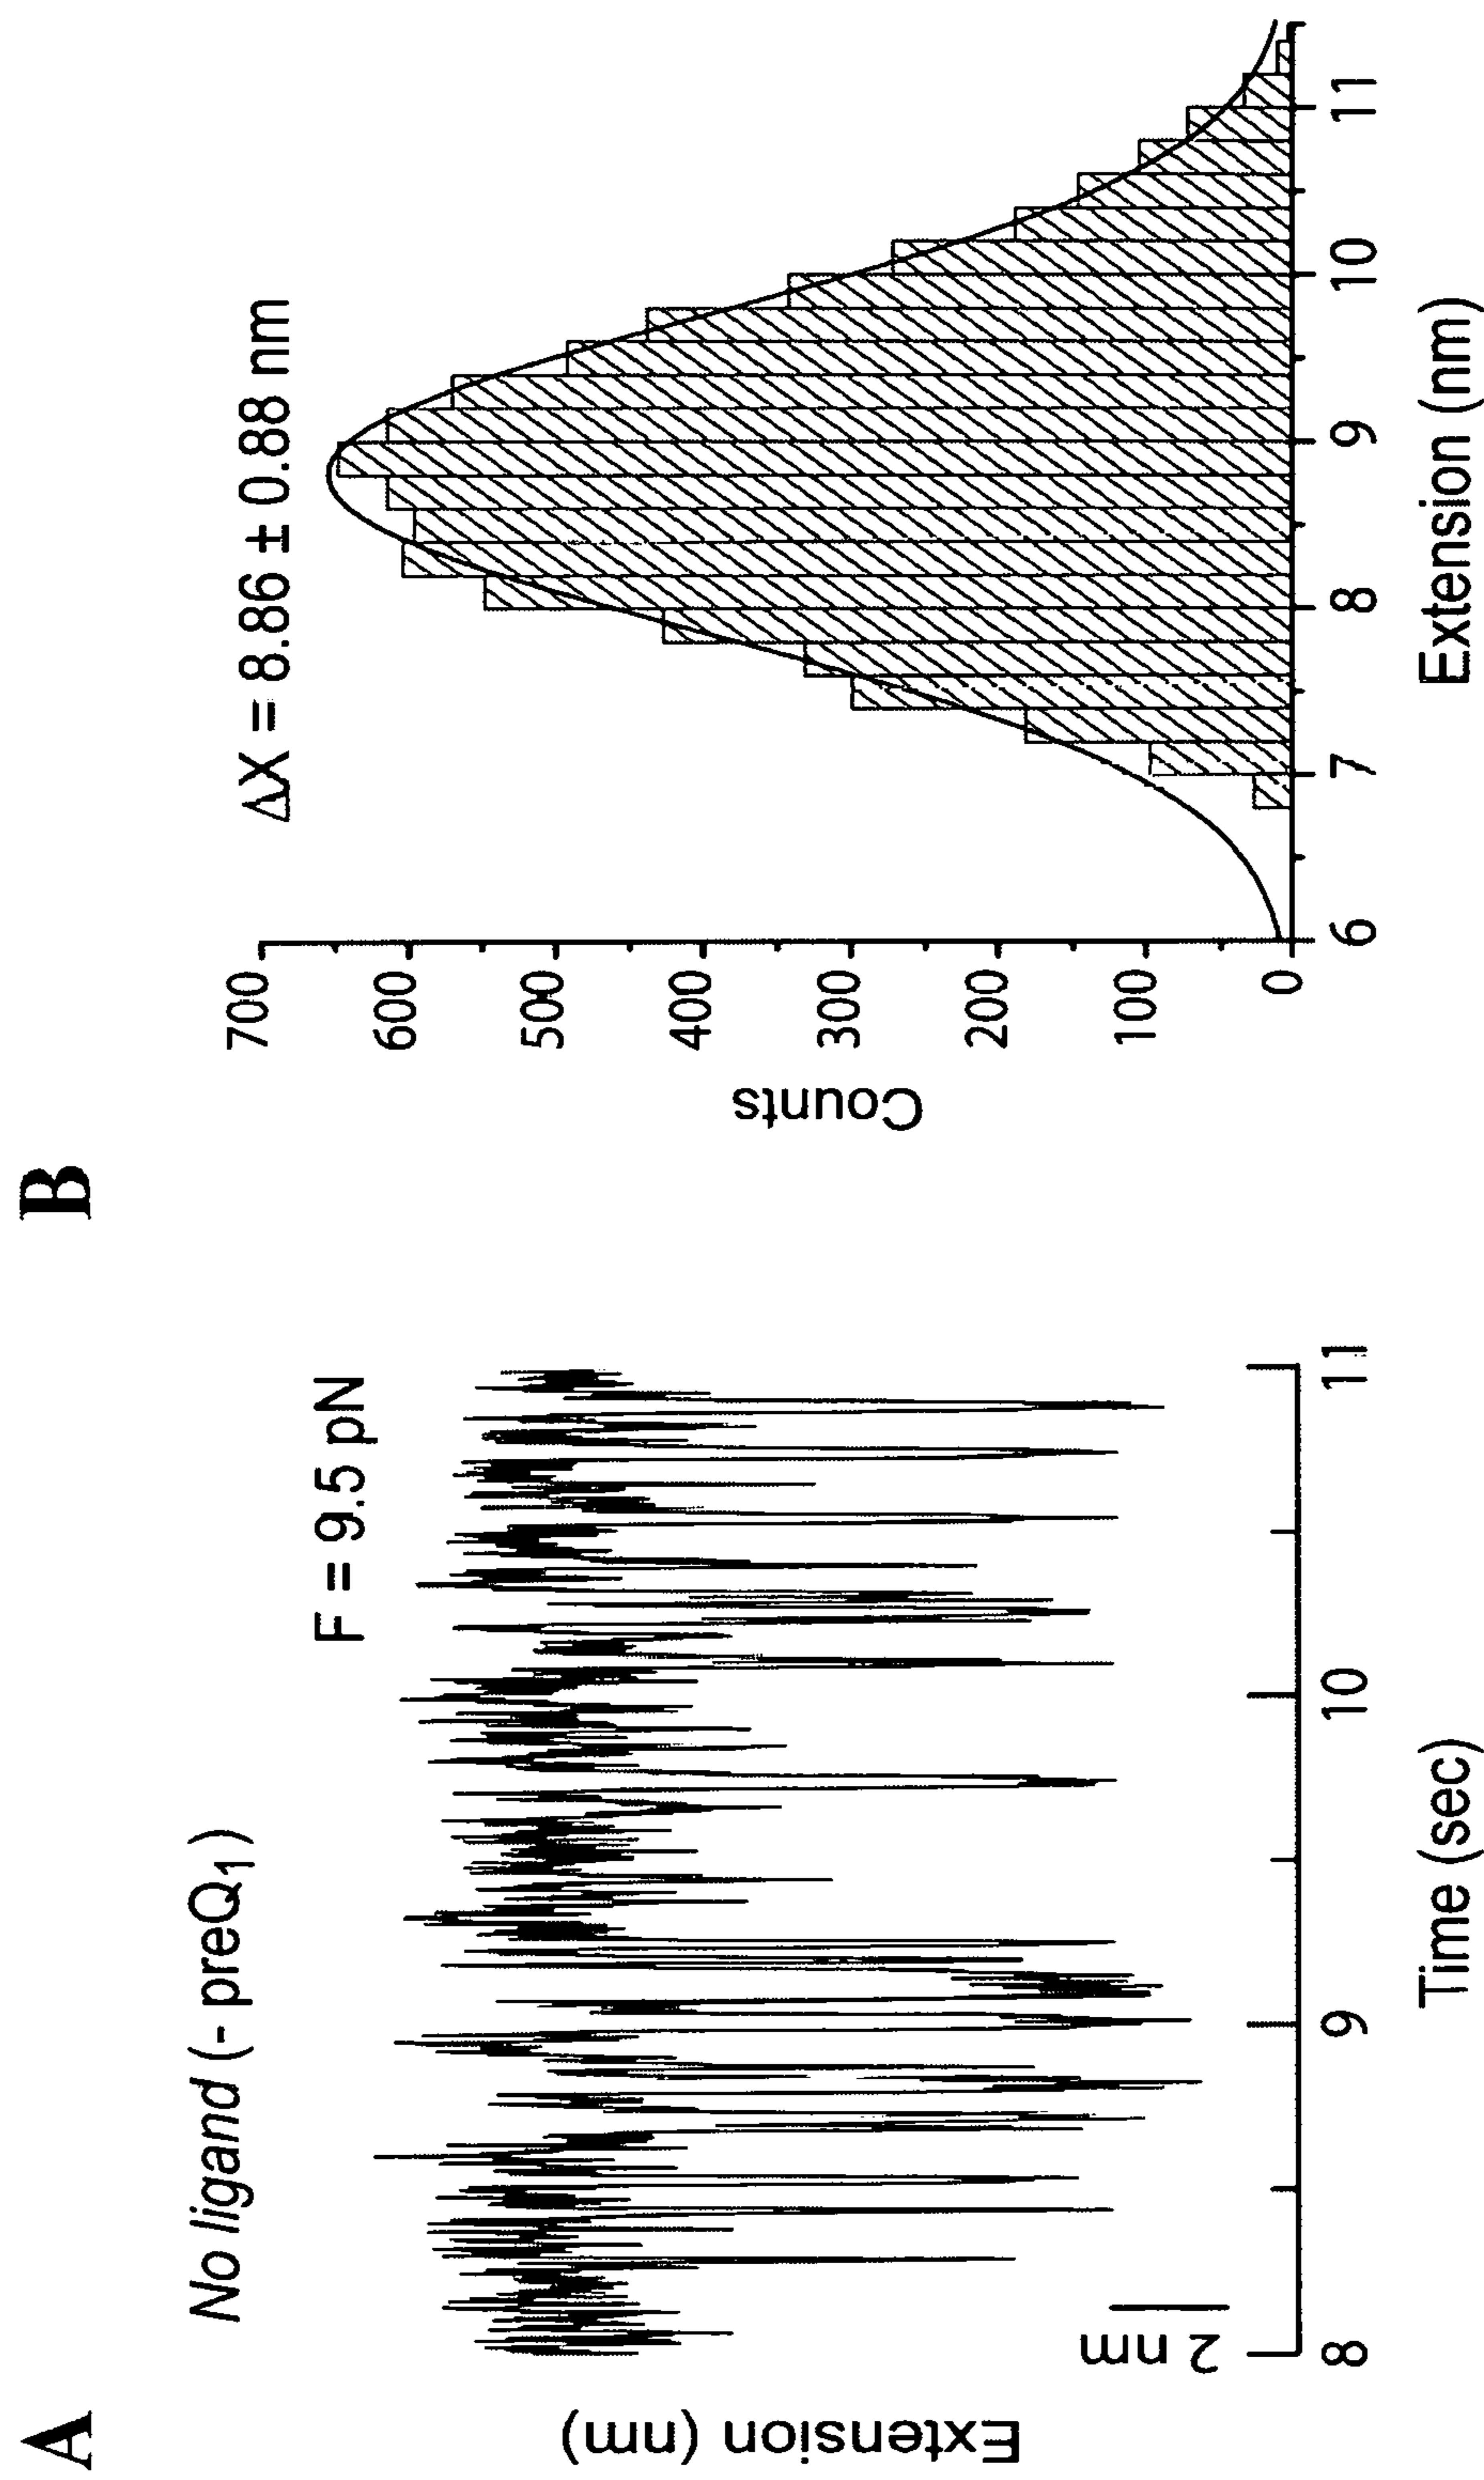 A
No ligand (- preQ1)
F = 9.5 pN
Extension (nm)
2 nm
8
9
10
11
Time (sec)
B
ΔX = 8.86 ± 0.88 nm
Counts
700
600
500
400
300
200
100
0
6
7
8
9
10
11
Extension (nm)